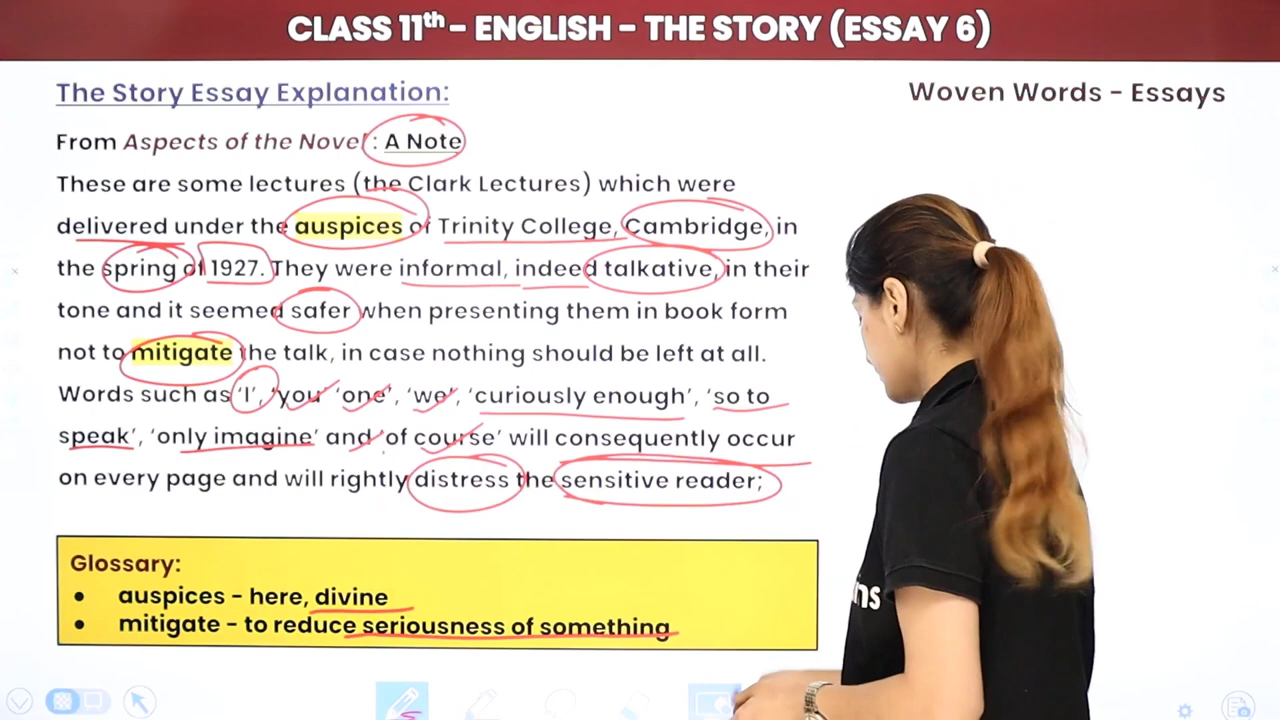 CLASS 11th - ENGLISH - THE STORY (ESSAY 6)
The Story Essay Explanation:
Woven Words - Essays
From Aspects of the Novel : A Note
These are some lectures (the Clark Lectures) which were
delivered under the auspices of Trinity College, Cambridge, in
the spring of 1927. They were informal, indeed talkative, in their
tone and it seemed safer when presenting them in book form
not to mitigate the talk, in case nothing should be left at all.
Words such as ‘I’, ‘you’ ‘one’, ‘we’, ‘curiously enough’, ‘so to
speak’, ‘only imagine’ and ‘of course’ will consequently occur
on every page and will rightly distress the sensitive reader;
Glossary:
• auspices - here, divine
• mitigate - to reduce seriousness of something